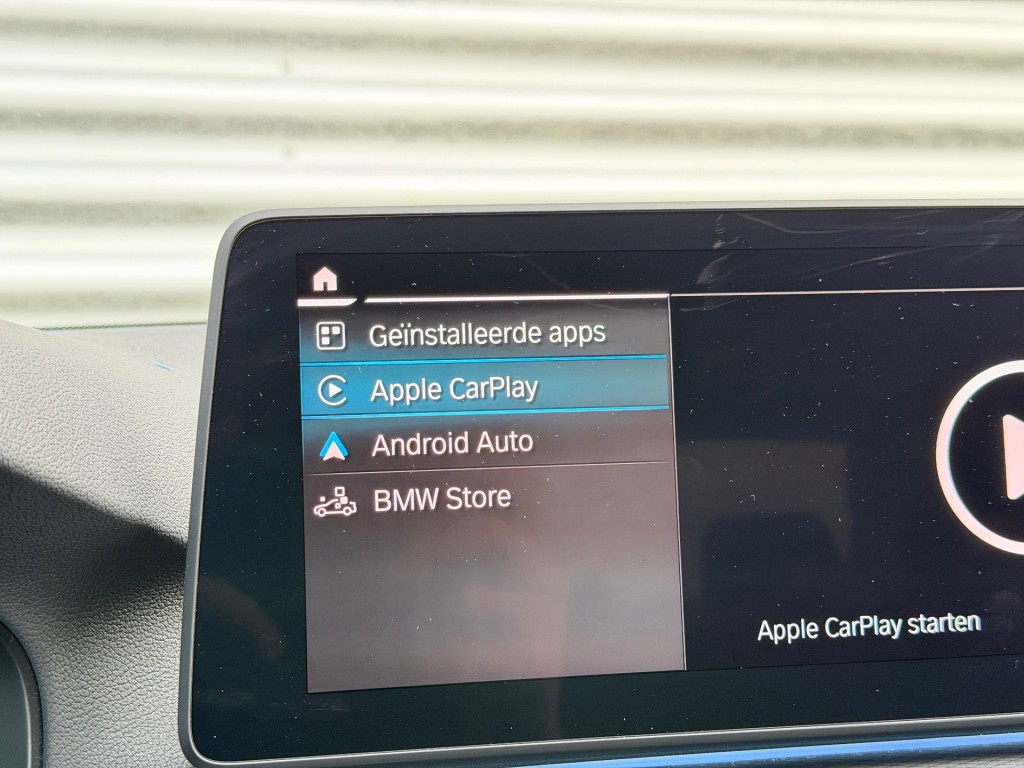 Geïnstalleerde apps
Apple CarPlay
Android Auto
BMW Store
Apple CarPlay starten